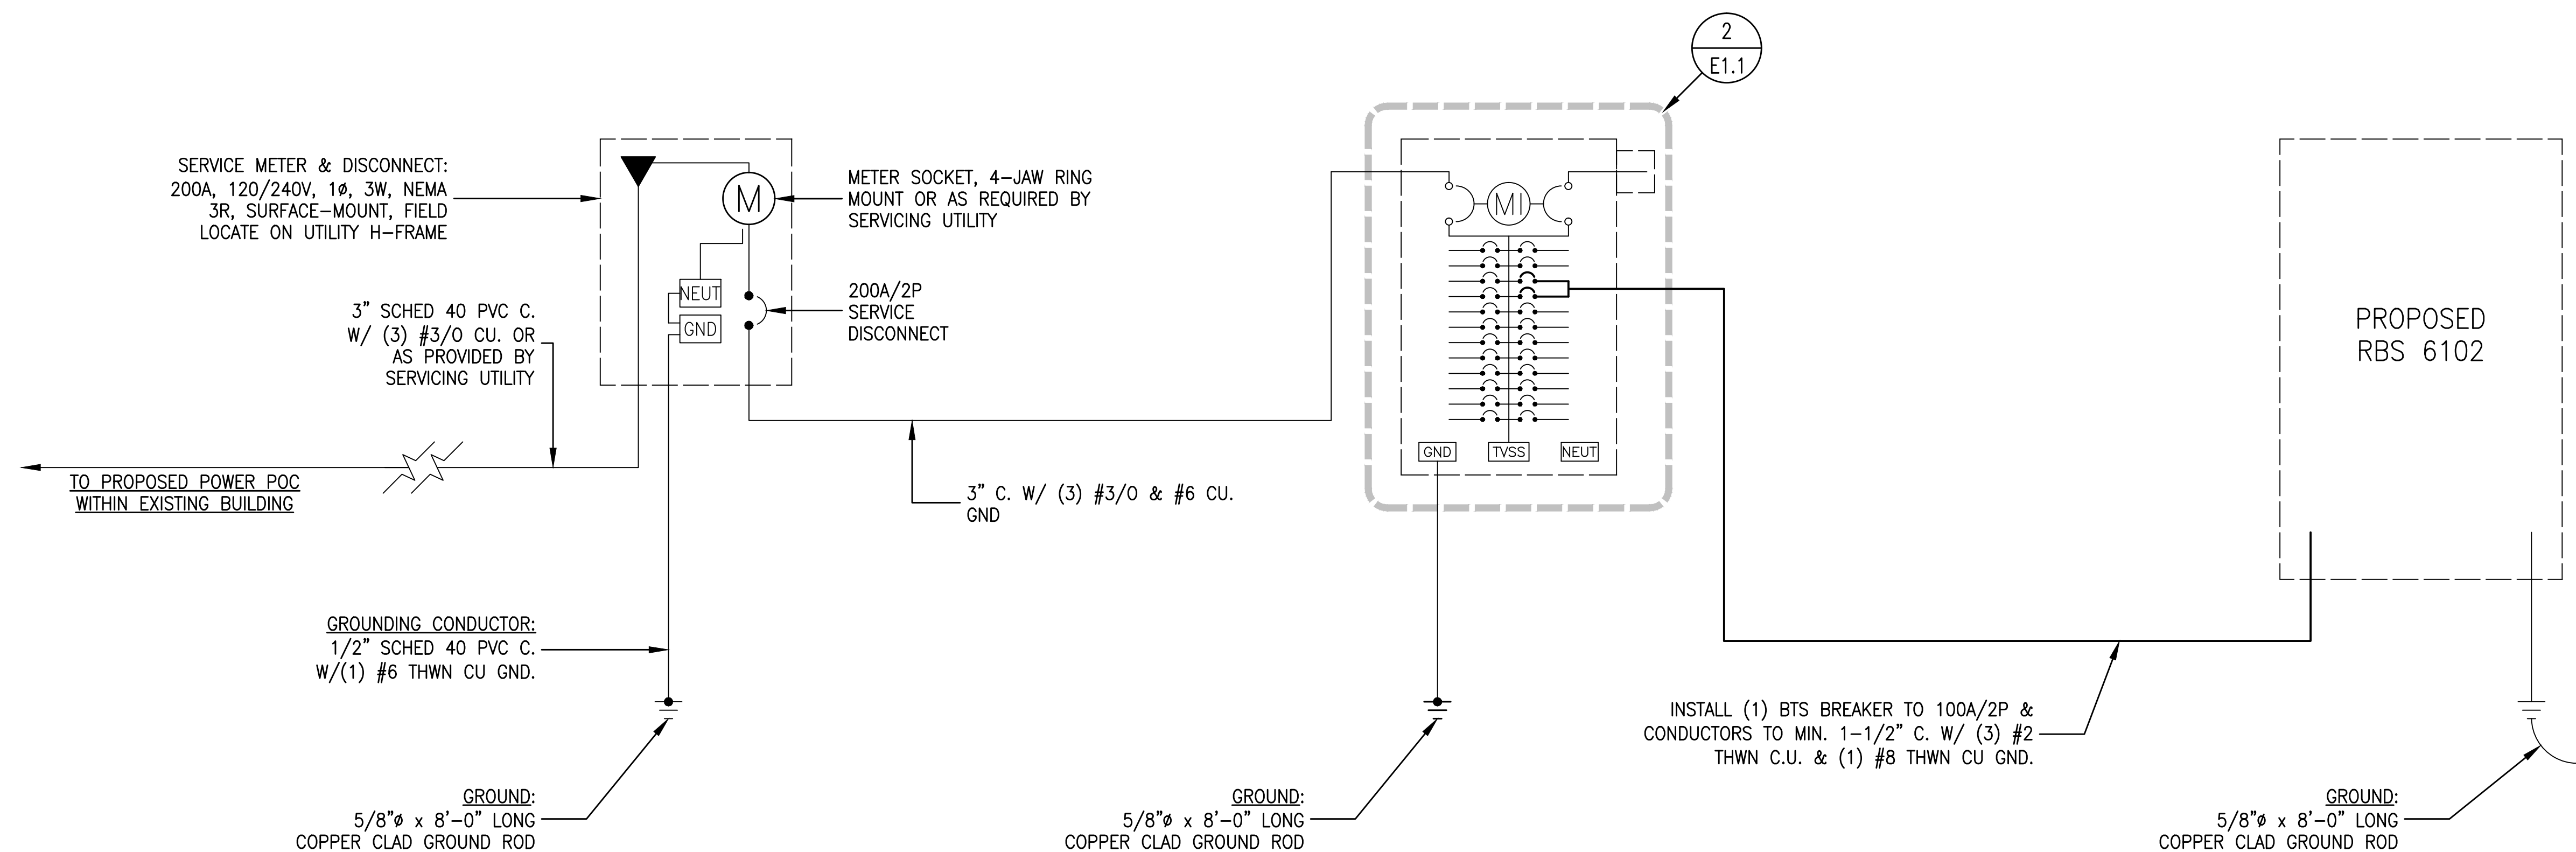 2
E1.1
SERVICE METER & DISCONNECT:
200A, 120/240V, 1ø, 3W, NEMA
3R, SURFACE-MOUNT, FIELD
LOCATE ON UTILITY H-FRAME
M
METER SOCKET, 4-JAW RING
MOUNT OR AS REQUIRED BY
SERVICING UTILITY
NEUT
GND
200A/2P
SERVICE
DISCONNECT
3" SCHED 40 PVC C.
W/ (3) #3/0 CU. OR
AS PROVIDED BY
SERVICING UTILITY
TO PROPOSED POWER POC
WITHIN EXISTING BUILDING
3" C. W/ (3) #3/0 & #6 CU.
GND
MI
GND
TVSS
NEUT
PROPOSED
RBS 6102
GROUNDING CONDUCTOR:
1/2" SCHED 40 PVC C.
W/(1) #6 THWN CU GND.
GROUND:
5/8"ø x 8'-0" LONG
COPPER CLAD GROUND ROD
GROUND:
5/8"ø x 8'-0" LONG
COPPER CLAD GROUND ROD
INSTALL (1) BTS BREAKER TO 100A/2P &
CONDUCTORS TO MIN. 1-1/2" C. W/ (3) #2
THWN C.U. & (1) #8 THWN CU GND.
GROUND:
5/8"ø x 8'-0" LONG
COPPER CLAD GROUND ROD